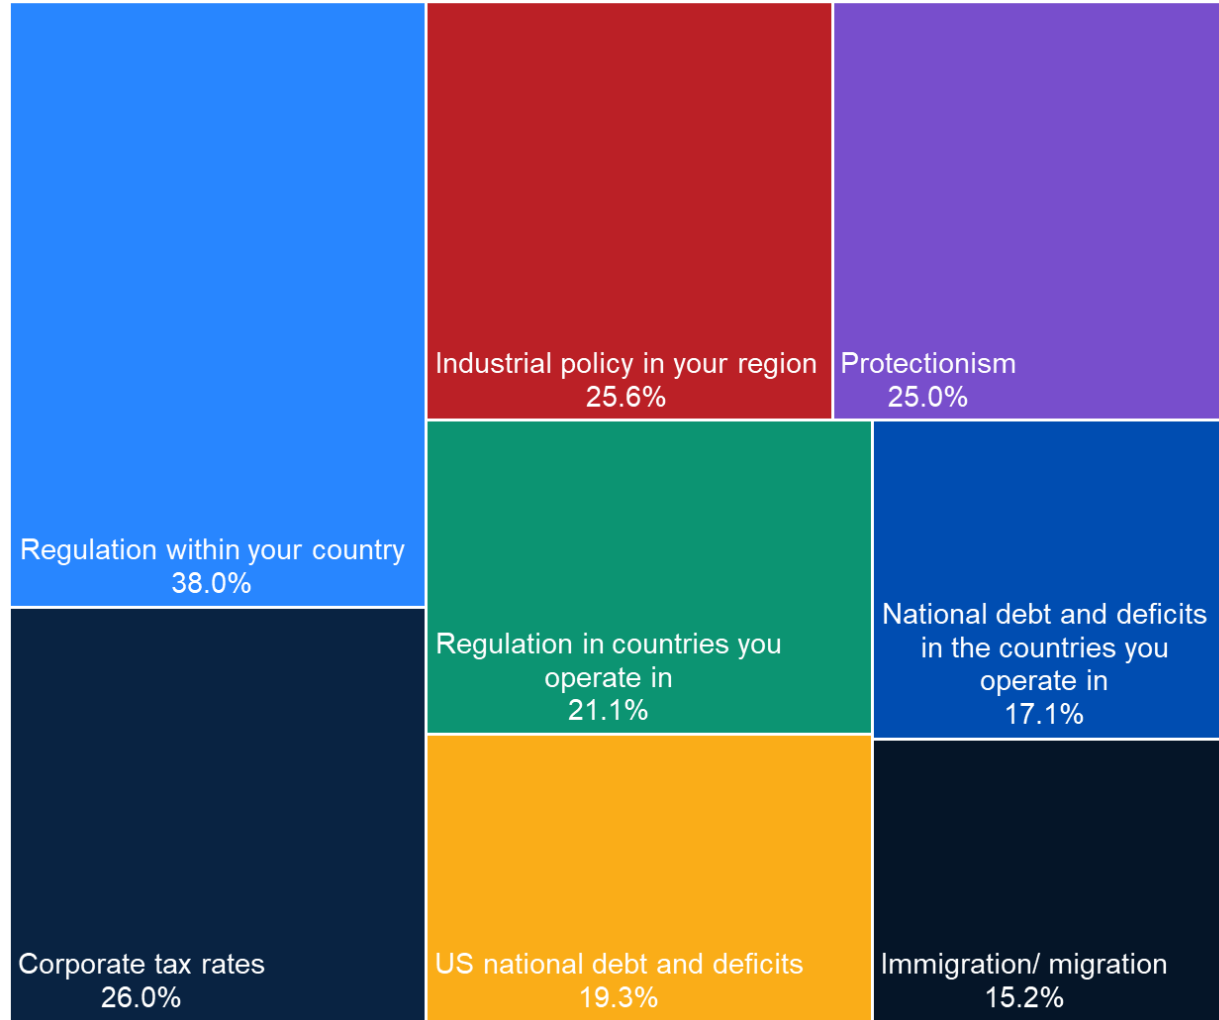 Regulation within your country
38.0%
Corporate tax rates
26.0%
Industrial policy in your region
25.6%
Protectionism
25.0%
Regulation in countries you
operate in
21.1%
US national debt and deficits
19.3%
National debt and deficits
in the countries you
operate in
17.1%
Immigration/ migration
15.2%